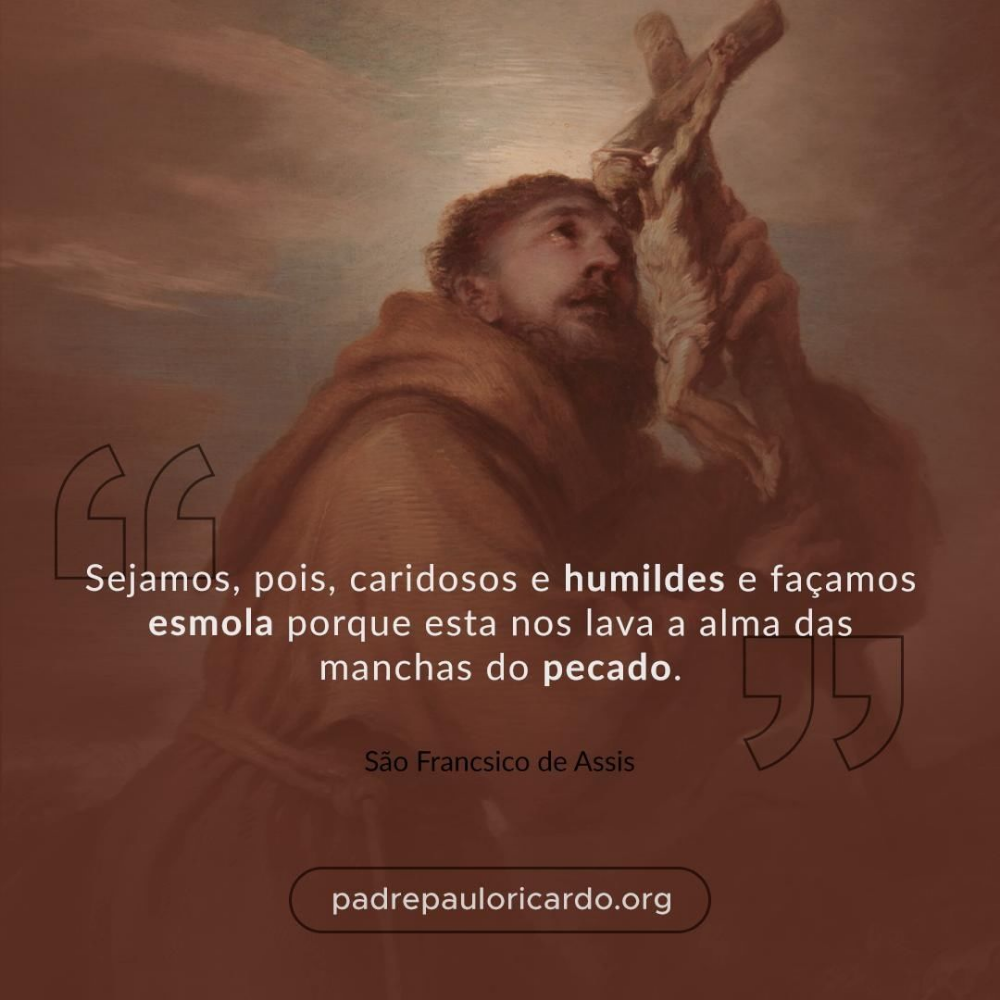 Sejamos, pois, caridosos e humildes e façamos
esmola porque esta nos lava a alma das
manchas do pecado.
São Francsico de Assis
padrepauloricardo.org